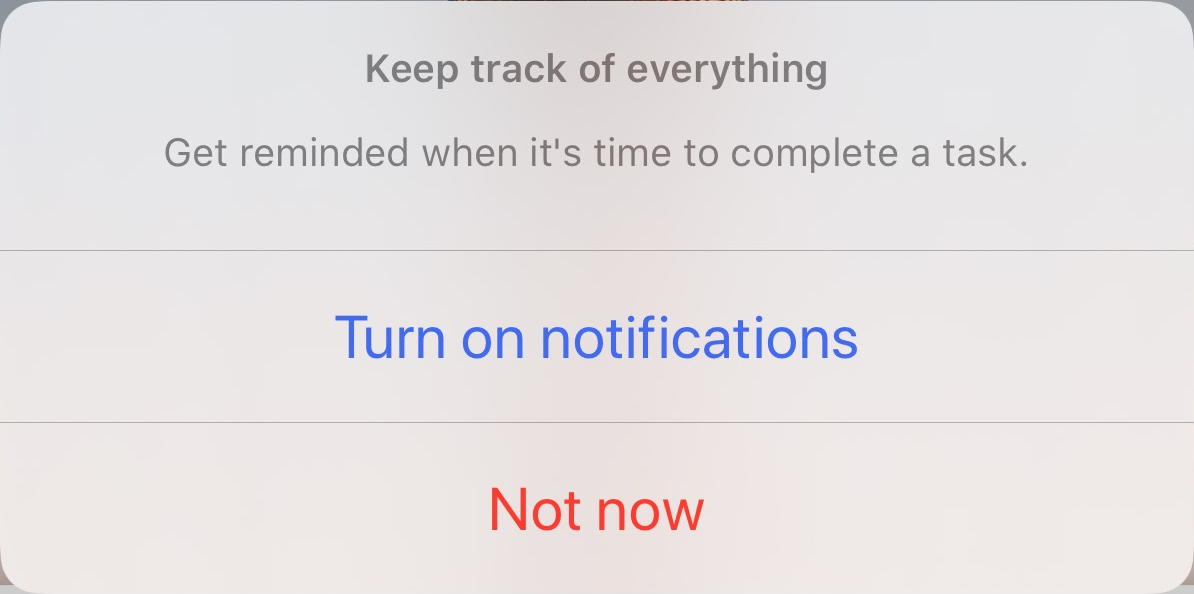 Keep track of everything
Get reminded when it's time to complete a task.
Turn on notifications
Not now